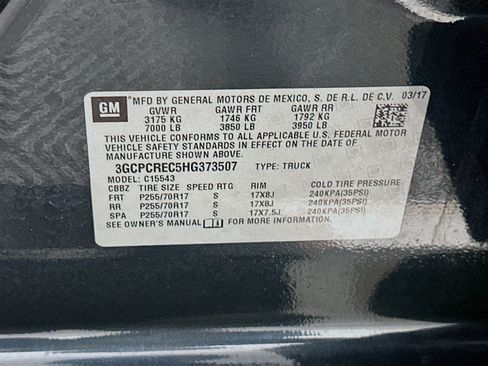 GM
MFD BY GENERAL MOTORS DE MEXICO, S. DE R.L. DE C.V. 03/17
GVWR GAWR FRT GAWR RR
3175 KG 1746 KG 1792 KG
7000 LB 3850 LB 3950 LB
THIS VEHICLE CONFORMS TO ALL APPLICABLE U.S. FEDERAL MOTOR
VEHICLE SAFETY, BUMPER, AND THEFT PREVENTION STANDARDS
IN EFFECT ON THE DATE OF MANUFACTURE SHOWN ABOVE.
3GCPCREC5HG373507 TYPE: TRUCK
MODEL: C15543
CBBZ TIRE SIZE SPEED RTG RIM COLD TIRE PRESSURE
FRT P255/70R17 S 17X8J 240KPA(35PSI)
RR P255/70R17 S 17X8J 240KPA(35PSI)
SPA P255/70R17 S 17X7.5J 240KPA(35PSI)
SEE OWNER'S MANUAL FOR MORE INFORMATION.